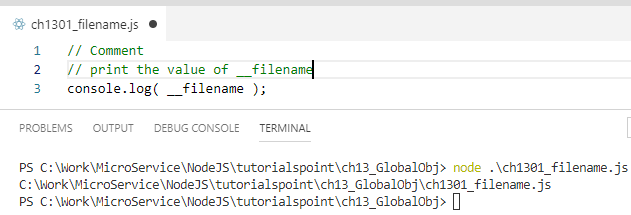 ch1301_filename.js ●
1 // Comment
2 // print the value of __filename
3 console.log( __filename );
PROBLEMS OUTPUT DEBUG CONSOLE TERMINAL
PS C:\Work\MicroService\NodeJS\tutorialspoint\ch13_GlobalObj> node .\ch1301_filename.js
C:\Work\MicroService\NodeJS\tutorialspoint\ch13_GlobalObj\ch1301_filename.js
PS C:\Work\MicroService\NodeJS\tutorialspoint\ch13_GlobalObj>